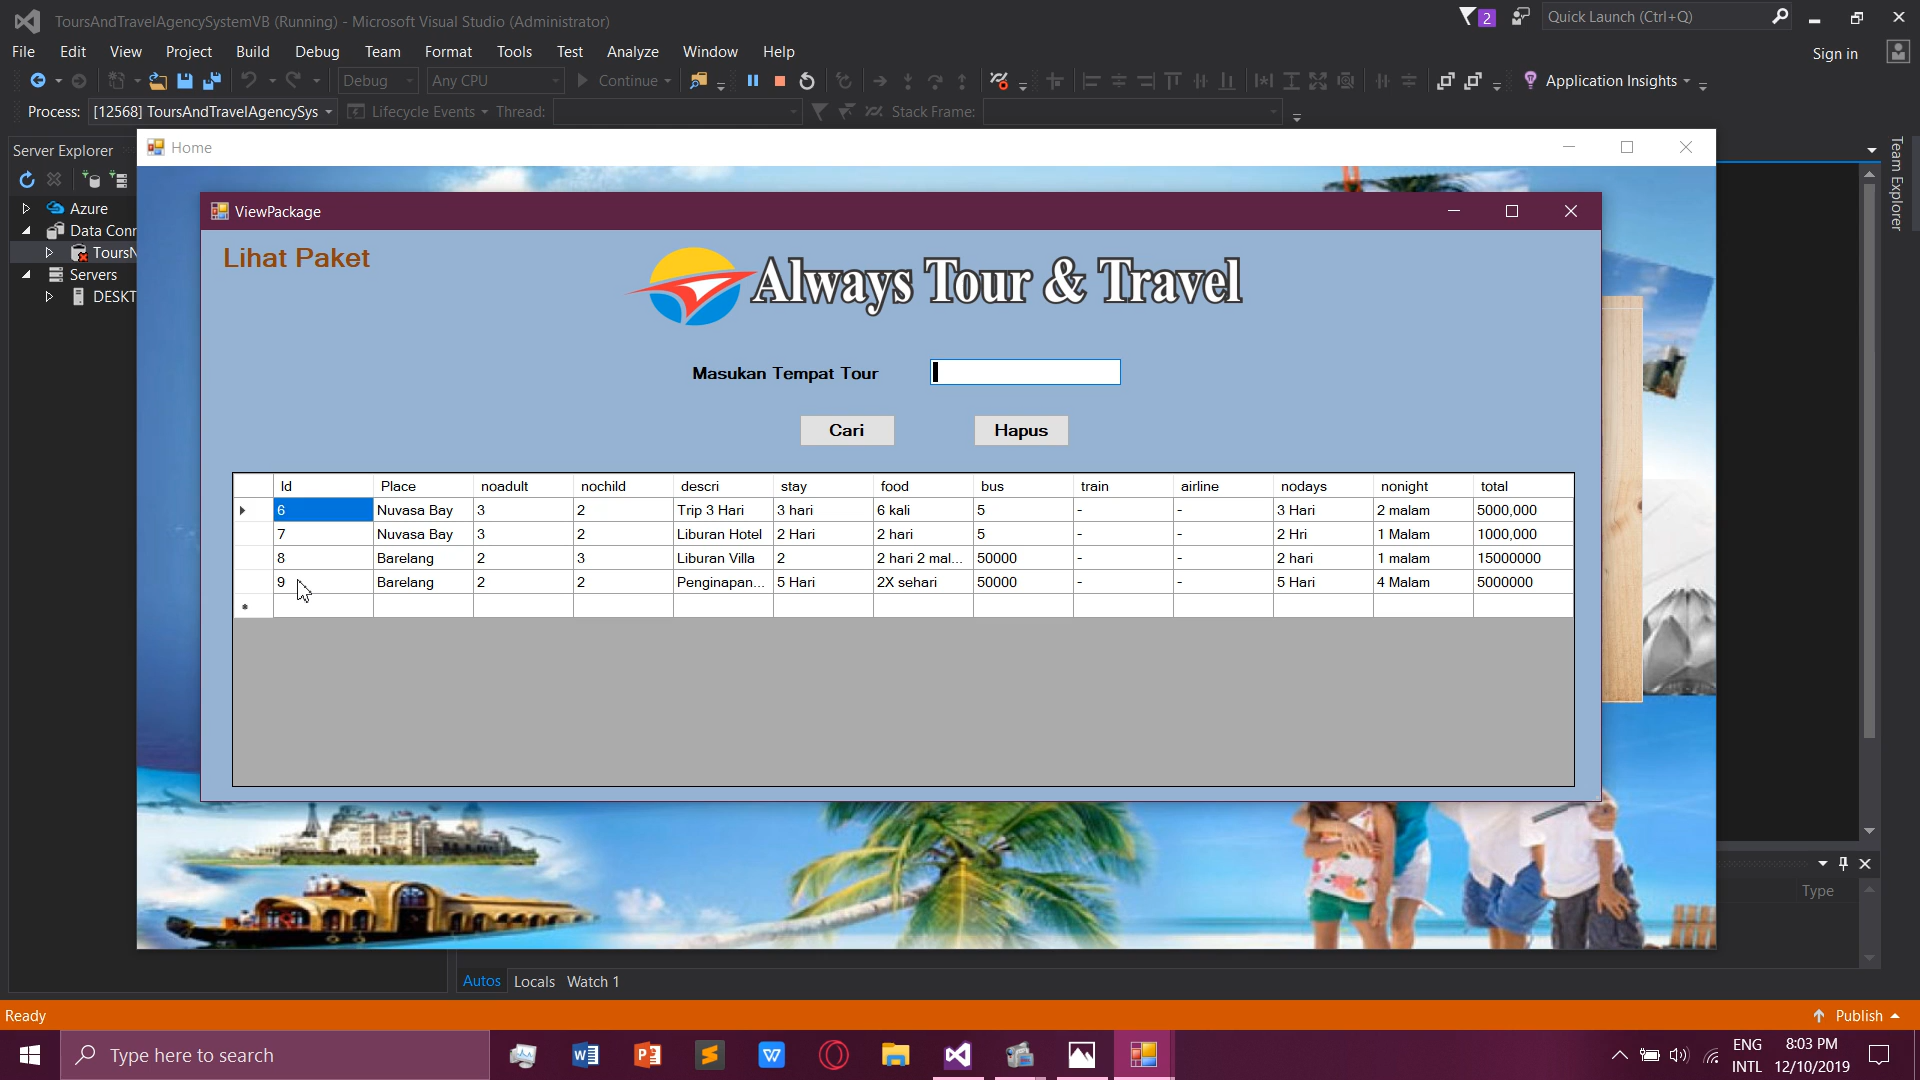 ToursAndTravelAgencySystemVB (Running) - Microsoft Visual Studio (Administrator)
2
Quick Launch (Ctrl+Q)
File Edit View Project Build Debug Team Format Tools Test Analyze Window Help
Sign in
Debug Any CPU Continue Application Insights
Process: [12568] ToursAndTravelAgencySys Lifecycle Events Thread: Stack Frame:
Server Explorer
Home
Team Explorer
Azure
Data Conr
ToursN
Servers
DESKT
ViewPackage
Lihat Paket
Always Tour & Travel
Masukan Tempat Tour
Cari Hapus
Id Place noadult nochild descri stay food bus train airline nodays nonight total
6 Nuvasa Bay 3 2 Trip 3 Hari 3 hari 6 kali 5 - - 3 Hari 2 malam 5000,000
7 Nuvasa Bay 3 2 Liburan Hotel 2 Hari 2 hari 5 - - 2 Hri 1 Malam 1000,000
8 Barelang 2 3 Liburan Villa 2 2 hari 2 mal... 50000 - - 2 hari 1 malam 15000000
9 Barelang 2 2 Penginapan... 5 Hari 2X sehari 50000 - - 5 Hari 4 Malam 5000000
Type
Autos Locals Watch 1
Ready
Publish
Type here to search
ENG
INTL
8:03 PM
12/10/2019